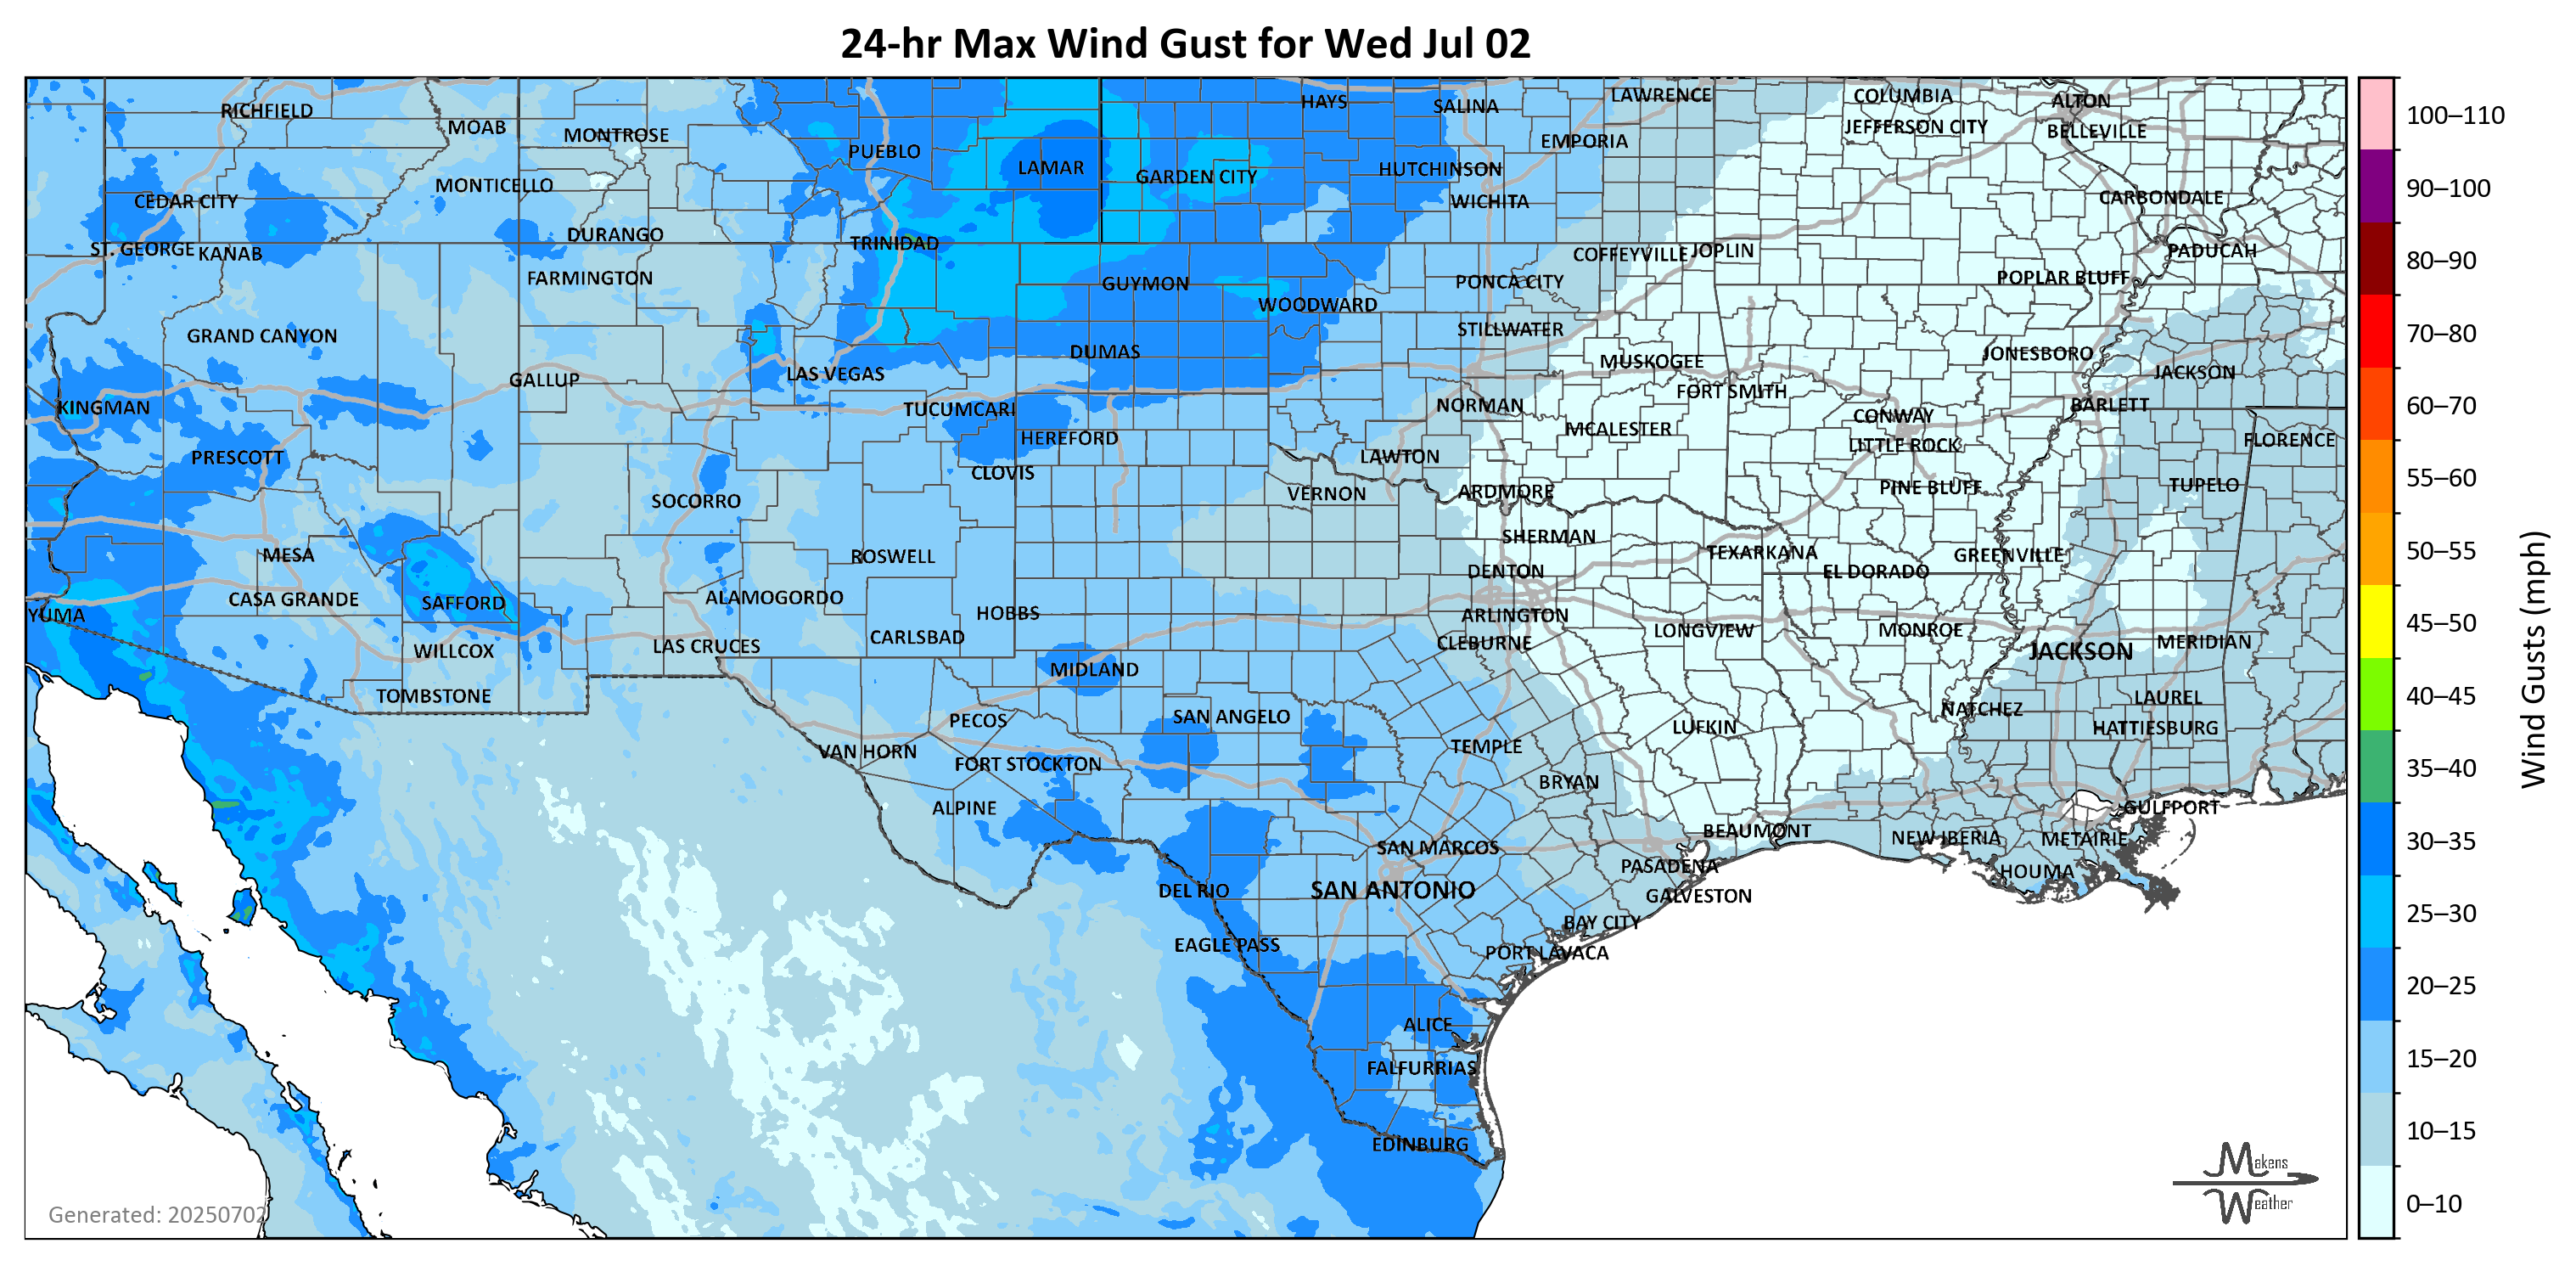 24-hr Max Wind Gust for Wed Jul 02
RICHFIELD
MOAB
MONTROSE
PUEBLO
LAMAR
HAYS
SALINA
LAWRENCE
COLUMBIA
ALTON
JEFFERSON CITY
BELLEVILLE
EMPORIA
GARDEN CITY
HUTCHINSON
WICHITA
CARBONDALE
CEDAR CITY
MONTICELLO
DURANGO
TRINIDAD
ST. GEORGE
KANAB
COFFEYVILLE
JOPLIN
PADUCAH
FARMINGTON
GUYMON
WOODWARD
PONCA CITY
POPLAR BLUFF
GRAND CANYON
STILLWATER
DUMAS
MUSKOGEE
JONESBORO
JACKSON
GALLUP
LAS VEGAS
FORT SMITH
KINGMAN
TUCUMCARI
NORMAN
CONWAY
BARLETT
HEREFORD
MCALESTER
LITTLE ROCK
FLORENCE
PRESCOTT
CLOVIS
LAWTON
SOCORRO
VERNON
ARDMORE
PINE BLUFF
TUPELO
MESA
ROSWELL
SHERMAN
TEXARKANA
GREENVILLE
DENTON
EL DORADO
CASA GRANDE
SAFFORD
ALAMOGORDO
HOBBS
ARLINGTON
YUMA
WILLCOX
LAS CRUCES
CARLSBAD
CLEBURNE
LONGVIEW
MONROE
JACKSON
MERIDIAN
MIDLAND
TOMBSTONE
LAUREL
PECOS
SAN ANGELO
NATCHEZ
HATTIESBURG
VAN HORN
FORT STOCKTON
TEMPLE
LUFKIN
BRYAN
ALPINE
GULFPORT
SAN MARCOS
BEAUMONT
NEW IBERIA
METAIRIE
PASADENA
HOUMA
DEL RIO
SAN ANTONIO
GALVESTON
BAY CITY
EAGLE PASS
PORT LAVACA
ALICE
FALFURRIAS
EDINBURG
Generated: 20250702
Makens
Weather
100–110
90–100
80–90
70–80
60–70
55–60
50–55
45–50
40–45
35–40
30–35
25–30
20–25
15–20
10–15
0–10
Wind Gusts (mph)